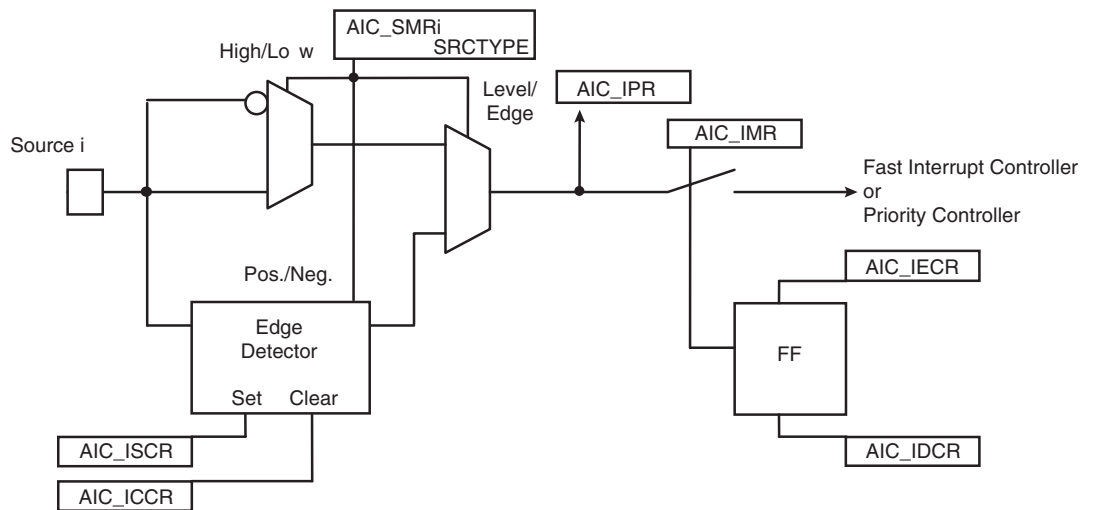 AIC_SMRi
SRCTYPE
High/Lo w
Level/
Edge
AIC_IPR
AIC_IMR
Source i
Fast Interrupt Controller
or
Priority Controller
AIC_IECR
Pos./Neg.
Edge
Detector
FF
Set Clear
AIC_ISCR
AIC_IDCR
AIC_ICCR